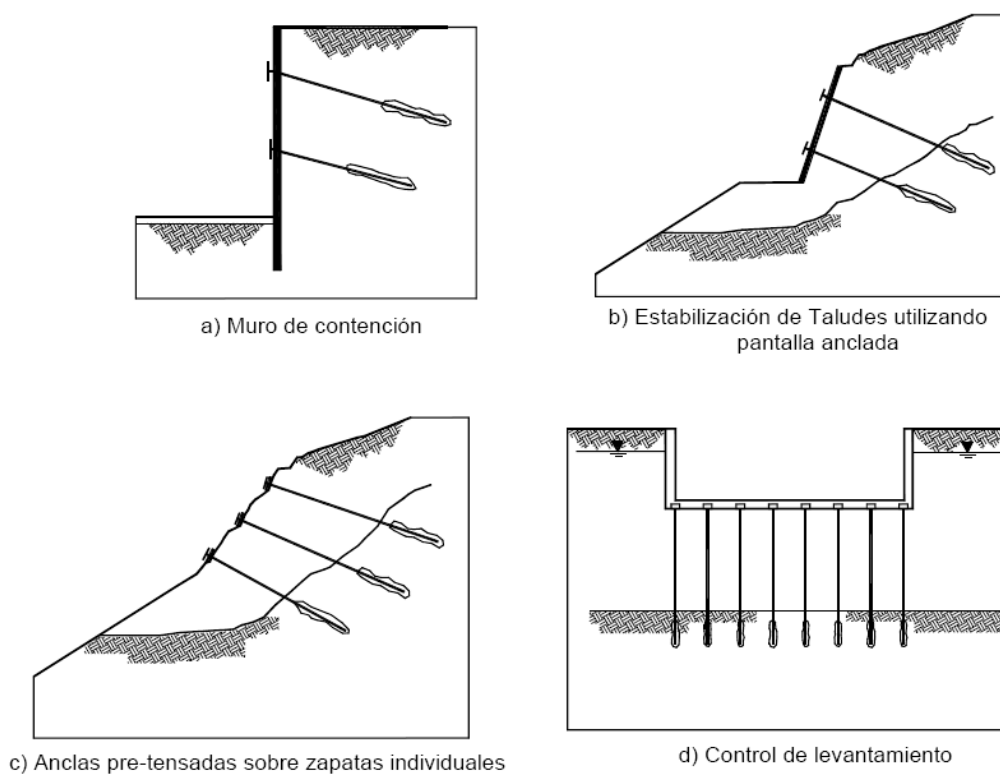 a) Muro de contención
b) Estabilización de Taludes utilizando
pantalla anclada
c) Anclas pre-tensadas sobre zapatas individuales
d) Control de levantamiento